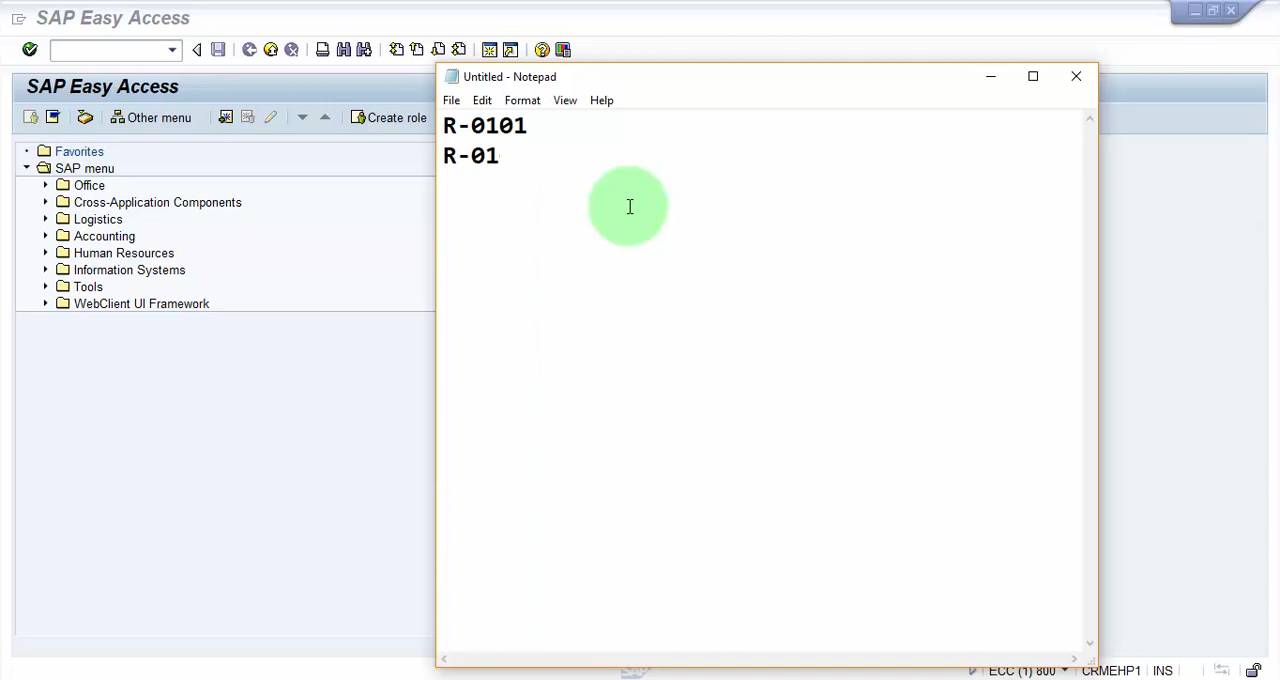 SAP Easy Access
SAP Easy Access
Other menu
Create role
Favorites
SAP menu
Office
Cross-Application Components
Logistics
Accounting
Human Resources
Information Systems
Tools
WebClient UI Framework
Untitled - Notepad
File Edit Format View Help
R-0101
R-01
ECC (1) 800 CRMEHP1 INS